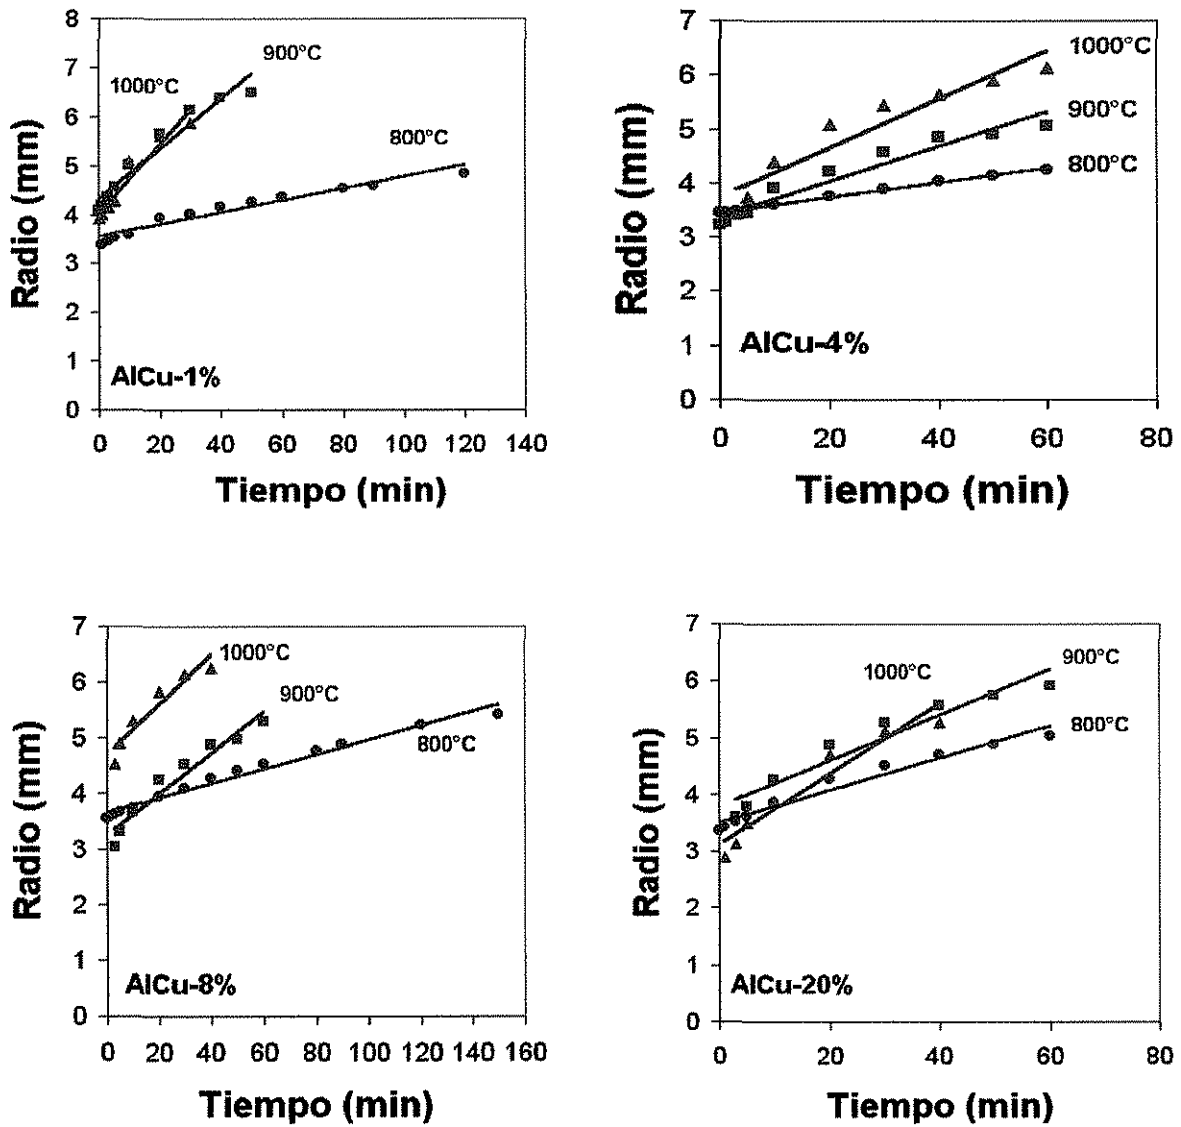 8
7
6
5
4
3
2
1
0
Radio (mm)
900°C
1000°C
800°C
AlCu-1%
0 20 40 60 80 100 120 140
Tiempo (min)
7
6
5
4
3
2
1
0
Radio (mm)
1000°C
900°C
800°C
AlCu-4%
0 20 40 60 80
Tiempo (min)
7
6
5
4
3
2
1
0
Radio (mm)
1000°C
900°C
800°C
AlCu-8%
0 20 40 60 80 100 120 140 160
Tiempo (min)
7
6
5
4
3
2
1
0
Radio (mm)
900°C
1000°C
800°C
AlCu-20%
0 20 40 60 80
Tiempo (min)